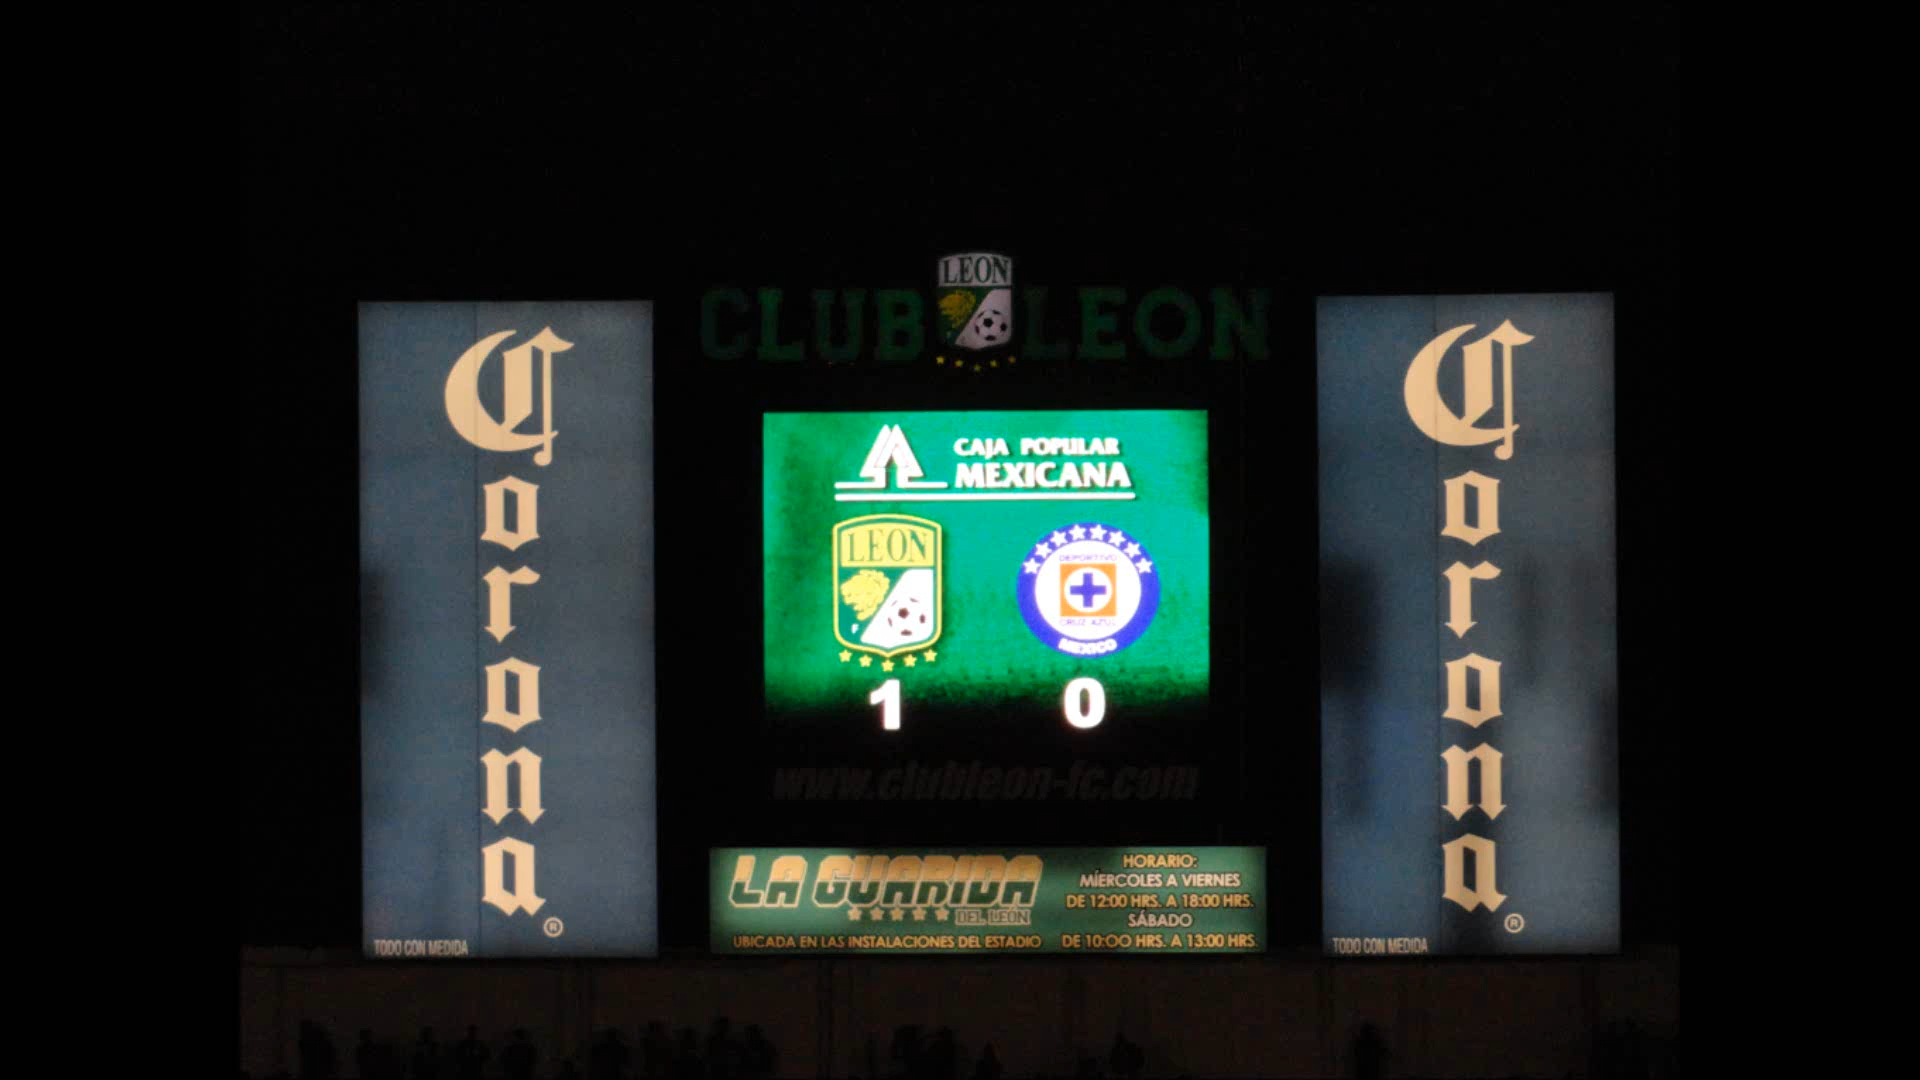 CLUB LEON
LEON
Corona
®
TODO CON MEDIDA
CAJA POPULAR
MEXICANA
LEON
F
DEPORTIVO
CRUZ AZUL
MEXICO
1 0
www.clubleon-fc.com
LA GUARIDA
DEL LEÓN
UBICADA EN LAS INSTALACIONES DEL ESTADIO
HORARIO:
MÍERCOLES A VIERNES
DE 12:00 HRS. A 18:00 HRS.
SÁBADO
DE 10:00 HRS. A 13:00 HRS.
Corona
®
TODO CON MEDIDA